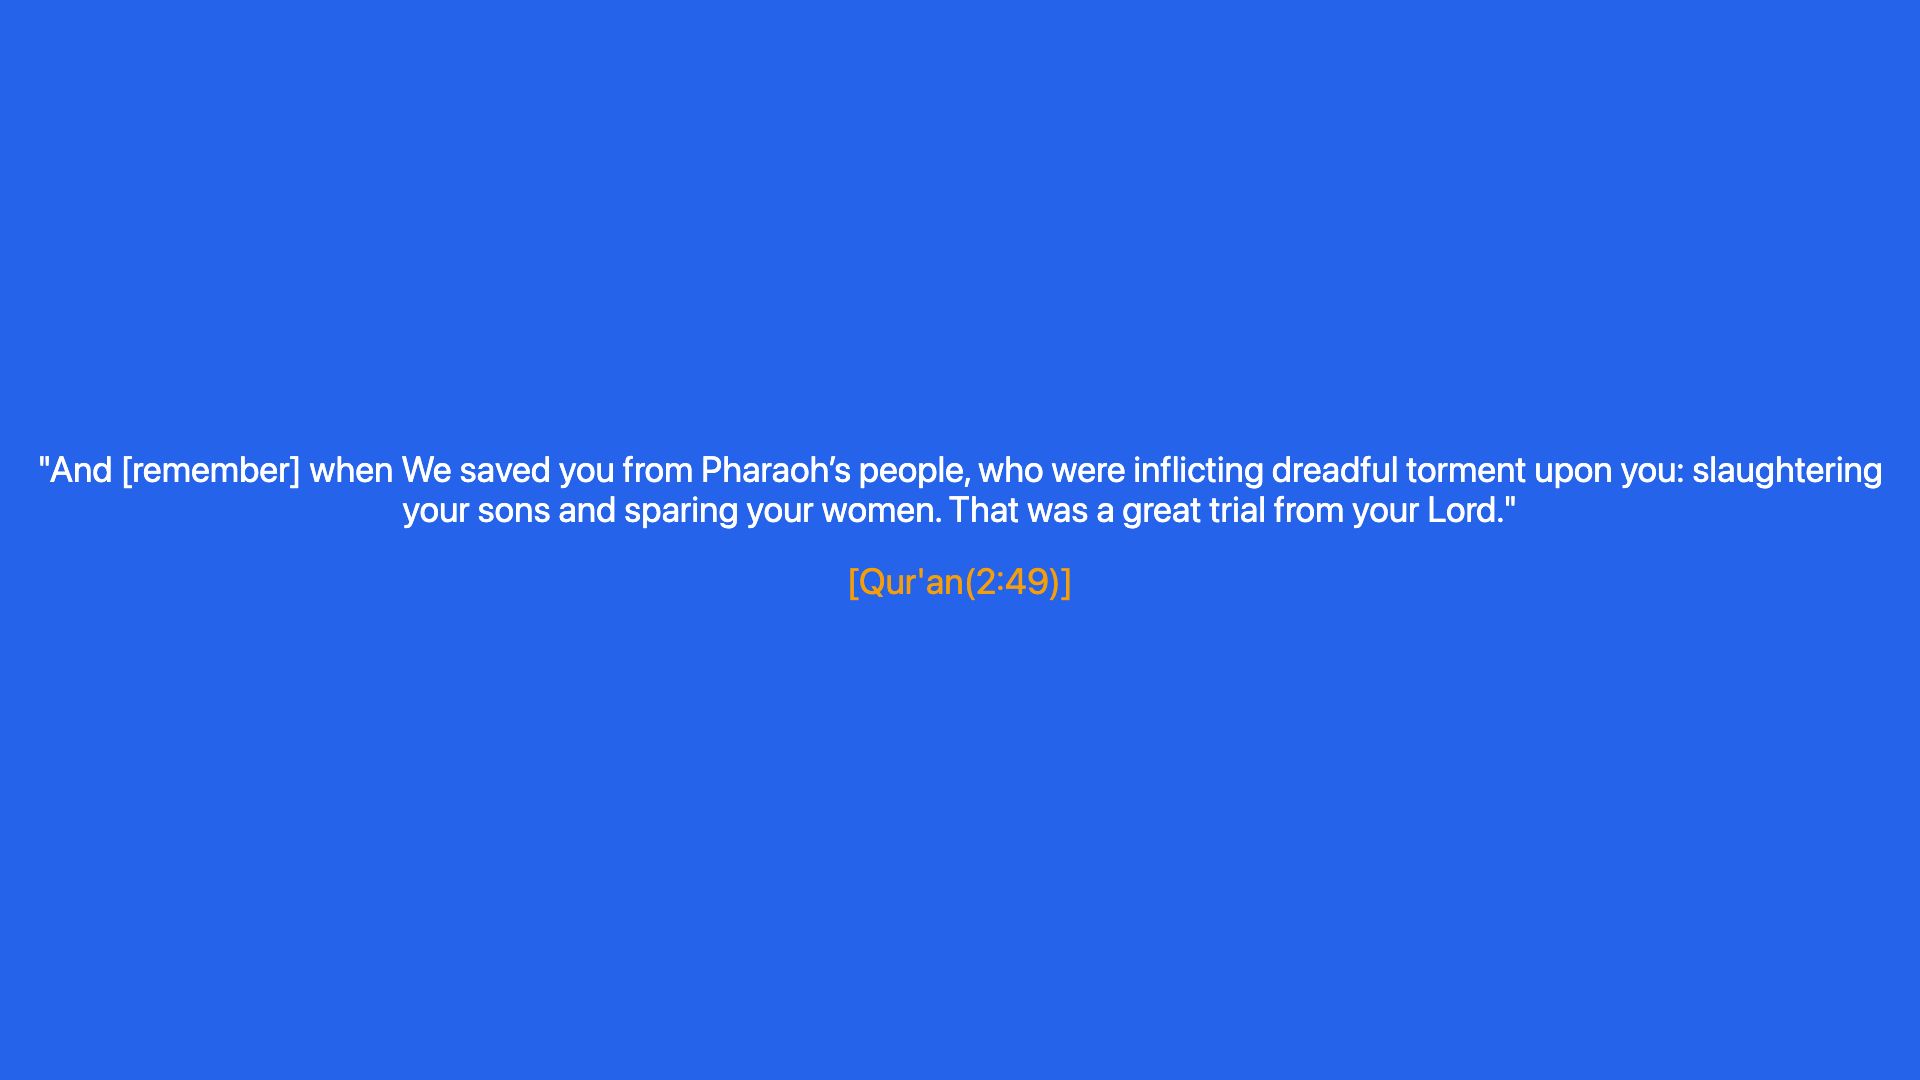 "And [remember] when We saved you from Pharaoh’s people, who were inflicting dreadful torment upon you: slaughtering
your sons and sparing your women. That was a great trial from your Lord."
[Qur'an(2:49)]